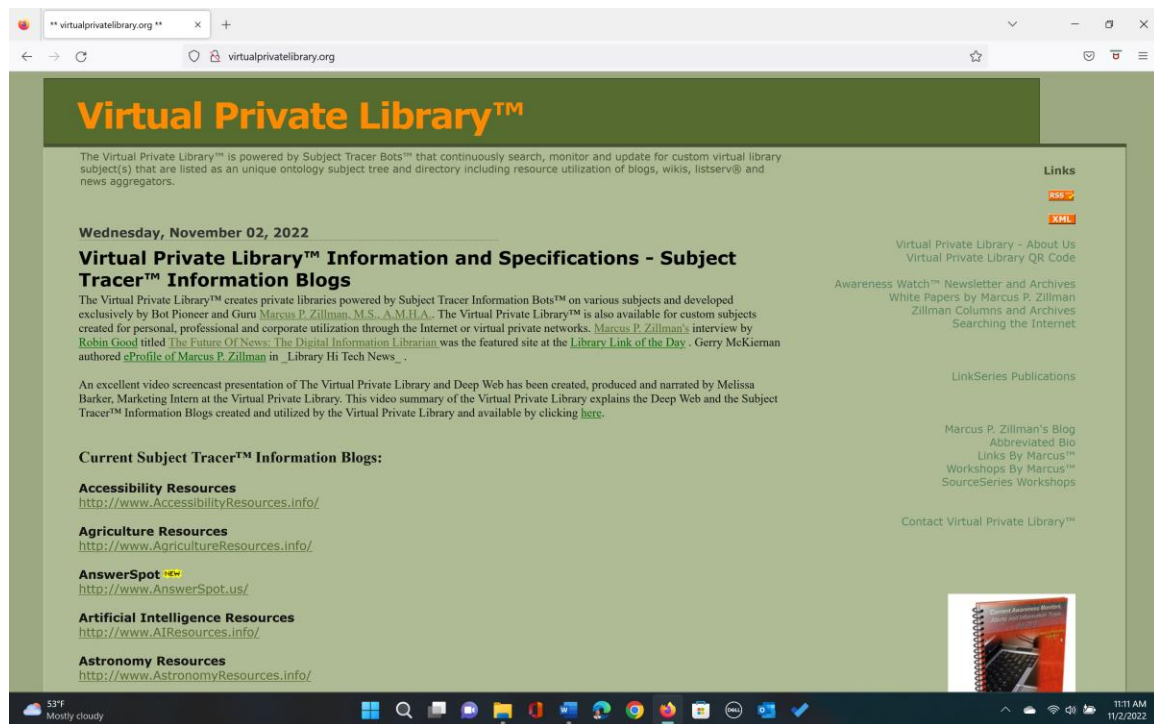 ** virtualprivatelibrary.org **
virtualprivatelibrary.org
Virtual Private Library™
The Virtual Private Library™ is powered by Subject Tracer Bots™ that continuously search, monitor and update for custom virtual library
subject(s) that are listed as an unique ontology subject tree and directory including resource utilization of blogs, wikis, listserv® and
news aggregators.
Wednesday, November 02, 2022
Virtual Private Library™ Information and Specifications - Subject
Tracer™ Information Blogs
The Virtual Private Library™ creates private libraries powered by Subject Tracer Information Bots™ on various subjects and developed
exclusively by Bot Pioneer and Guru Marcus P. Zillman, M.S., A.M.H.A.. The Virtual Private Library™ is also available for custom subjects
created for personal, professional and corporate utilization through the Internet or virtual private networks. Marcus P. Zillman's interview by
Robin Good titled The Future Of News: The Digital Information Librarian was the featured site at the Library Link of the Day . Gerry McKiernan
authored eProfile of Marcus P. Zillman in _Library Hi Tech News_ .
An excellent video screencast presentation of The Virtual Private Library and Deep Web has been created, produced and narrated by Melissa
Barker, Marketing Intern at the Virtual Private Library. This video summary of the Virtual Private Library explains the Deep Web and the Subject
Tracer™ Information Blogs created and utilized by the Virtual Private Library and available by clicking here.
Current Subject Tracer™ Information Blogs:
Accessibility Resources
http://www.AccessibilityResources.info/
Agriculture Resources
http://www.AgricultureResources.info/
AnswerSpot NEW
http://www.AnswerSpot.us/
Artificial Intelligence Resources
http://www.AIResources.info/
Astronomy Resources
http://www.AstronomyResources.info/
Links
RSS
XML
Virtual Private Library - About Us
Virtual Private Library QR Code
Awareness Watch™ Newsletter and Archives
White Papers by Marcus P. Zillman
Zillman Columns and Archives
Searching the Internet
LinkSeries Publications
Marcus P. Zillman's Blog
Abbreviated Bio
Links By Marcus™
Workshops By Marcus™
SourceSeries Workshops
Contact Virtual Private Library™
Current Awareness Monitors,
Alerts and Information Traps
53°F
Mostly cloudy
DELL
11:11 AM
11/2/2022